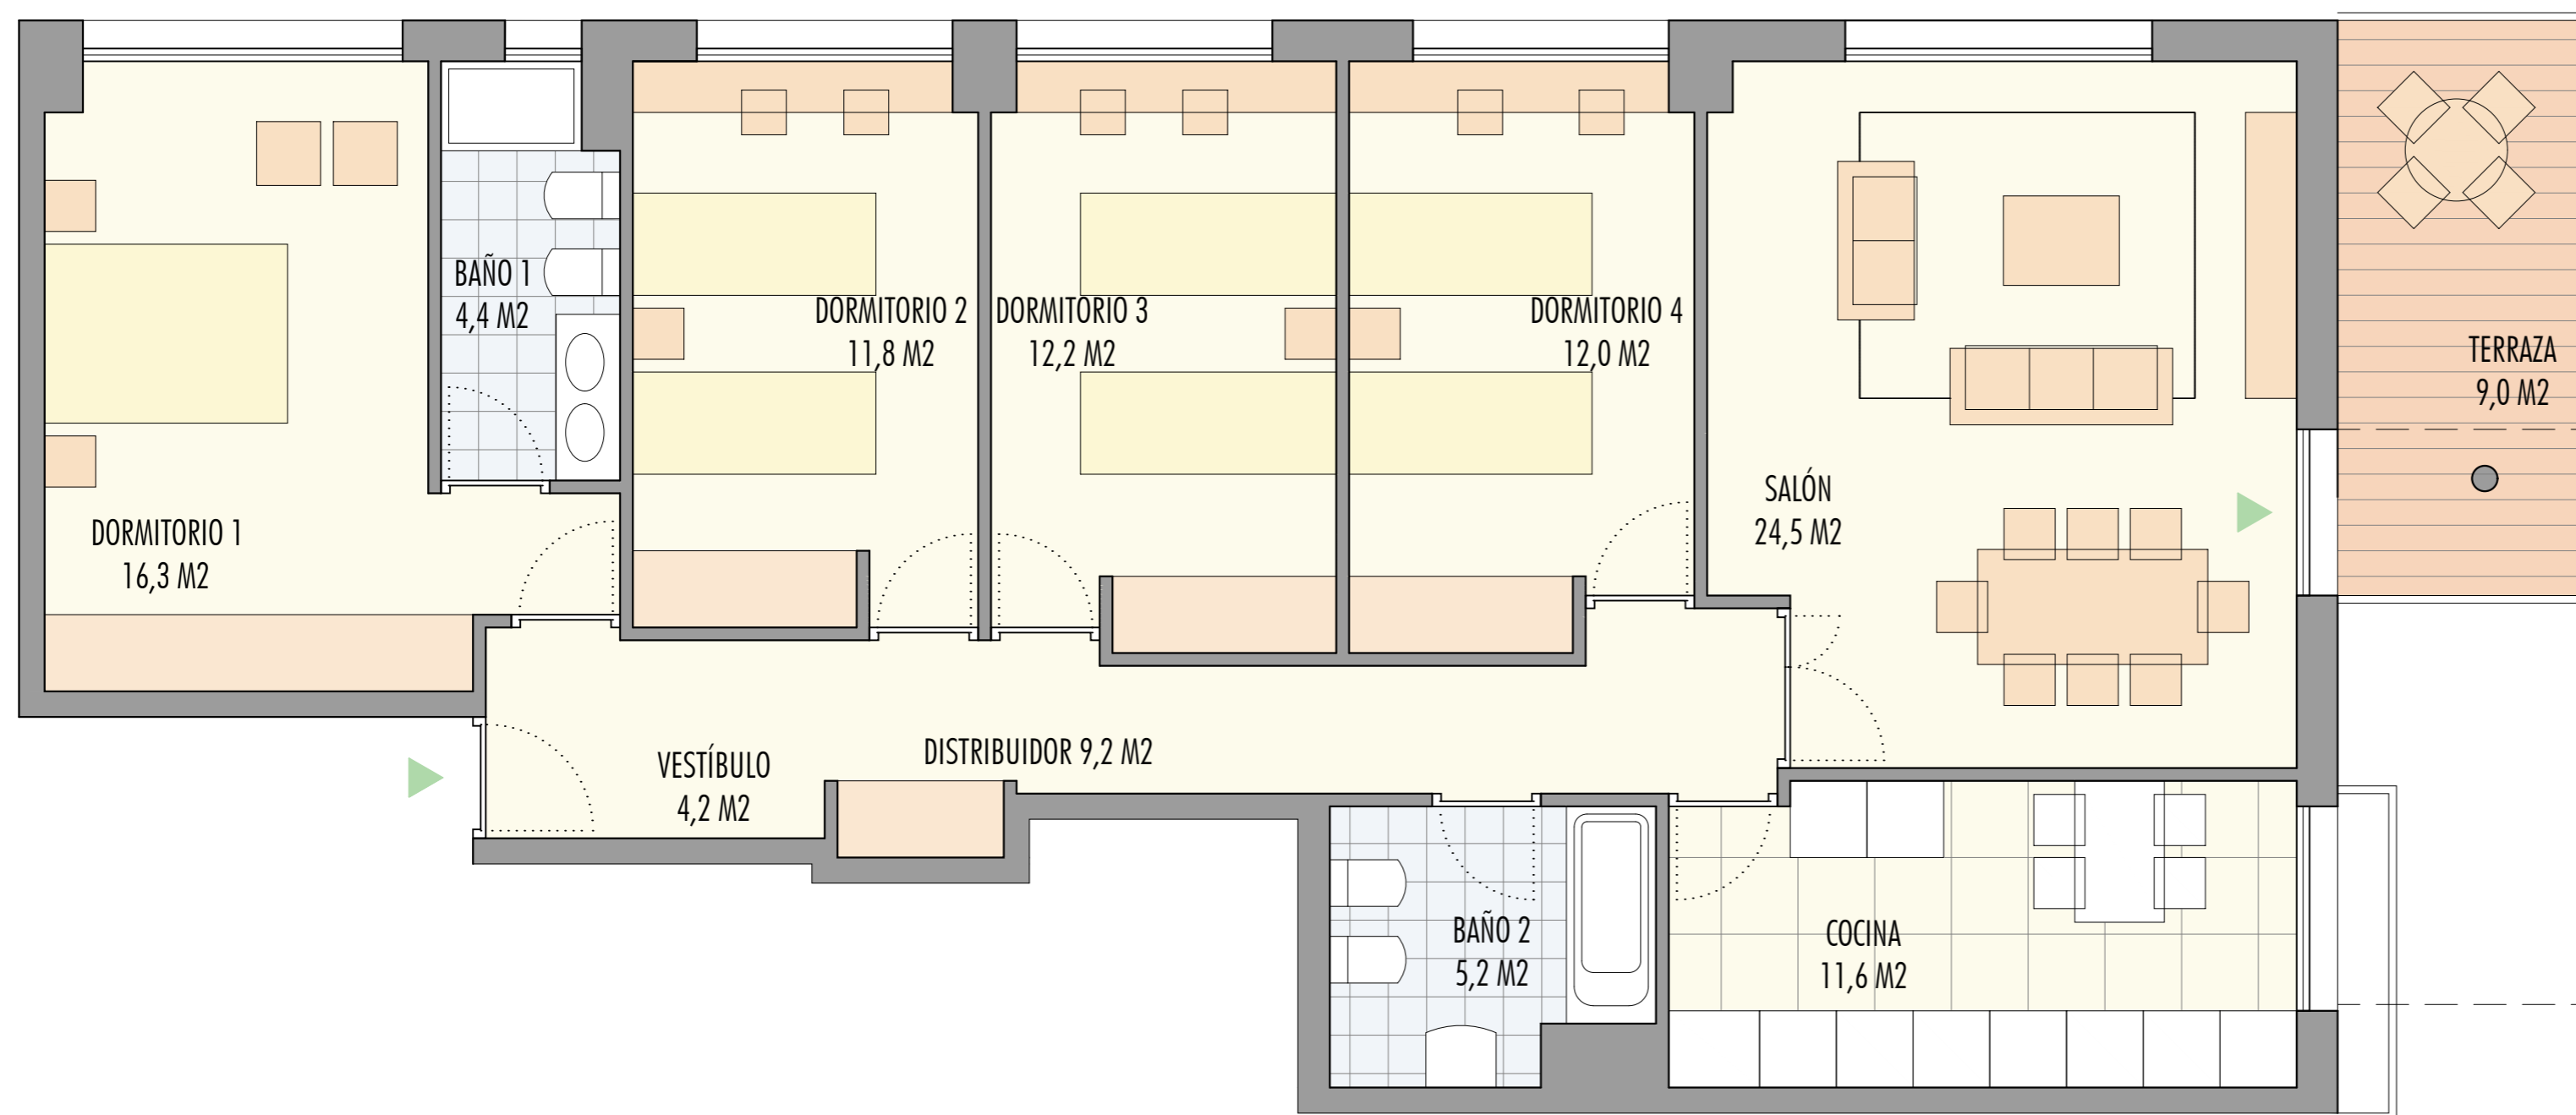 BAÑO 1
4,4 M2
DORMITORIO 2
11,8 M2
DORMITORIO 3
12,2 M2
DORMITORIO 4
12,0 M2
TERRAZA
9,0 M2
SALÓN
24,5 M2
DORMITORIO 1
16,3 M2
VESTÍBULO
4,2 M2
DISTRIBUIDOR 9,2 M2
BAÑO 2
5,2 M2
COCINA
11,6 M2